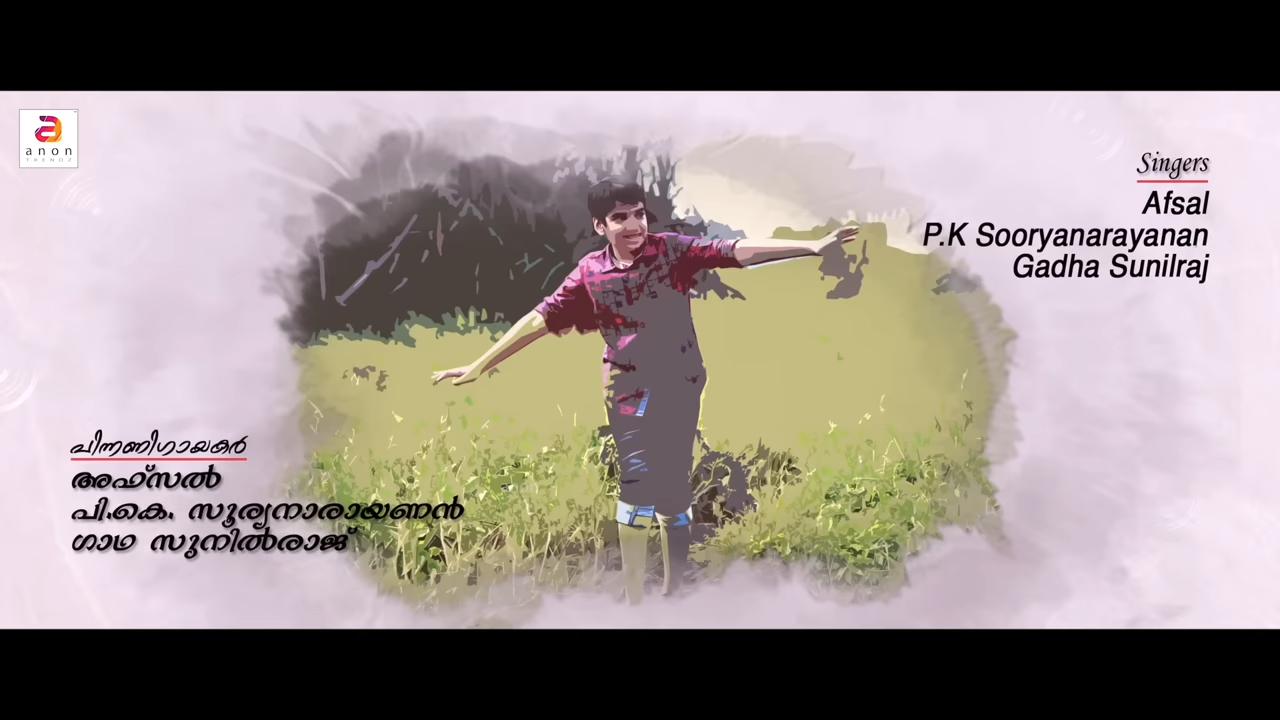 anon
TRENDZ
Singers
Afsal
P.K Sooryanarayanan
Gadha Sunilraj
പിന്നണിഗായകർ
അഫ്സൽ
പി.കെ. സൂര്യനാരായണൻ
ഗാഥ സുനിൽരാജ്